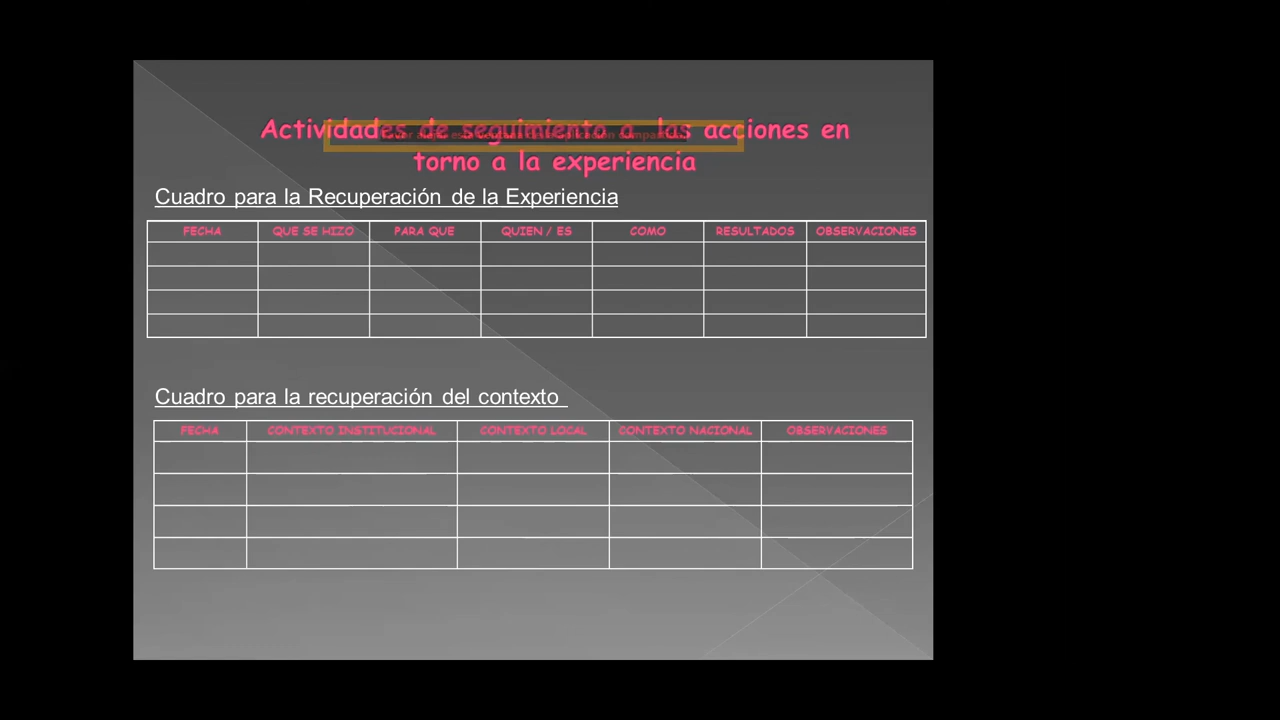 Actividades de seguimiento a las acciones en
torno a la experiencia
Cuadro para la Recuperación de la Experiencia
FECHA QUE SE HIZO PARA QUE QUIEN / ES COMO RESULTADOS OBSERVACIONES
Cuadro para la recuperación del contexto
FECHA CONTEXTO INSTITUCIONAL CONTEXTO LOCAL CONTEXTO NACIONAL OBSERVACIONES